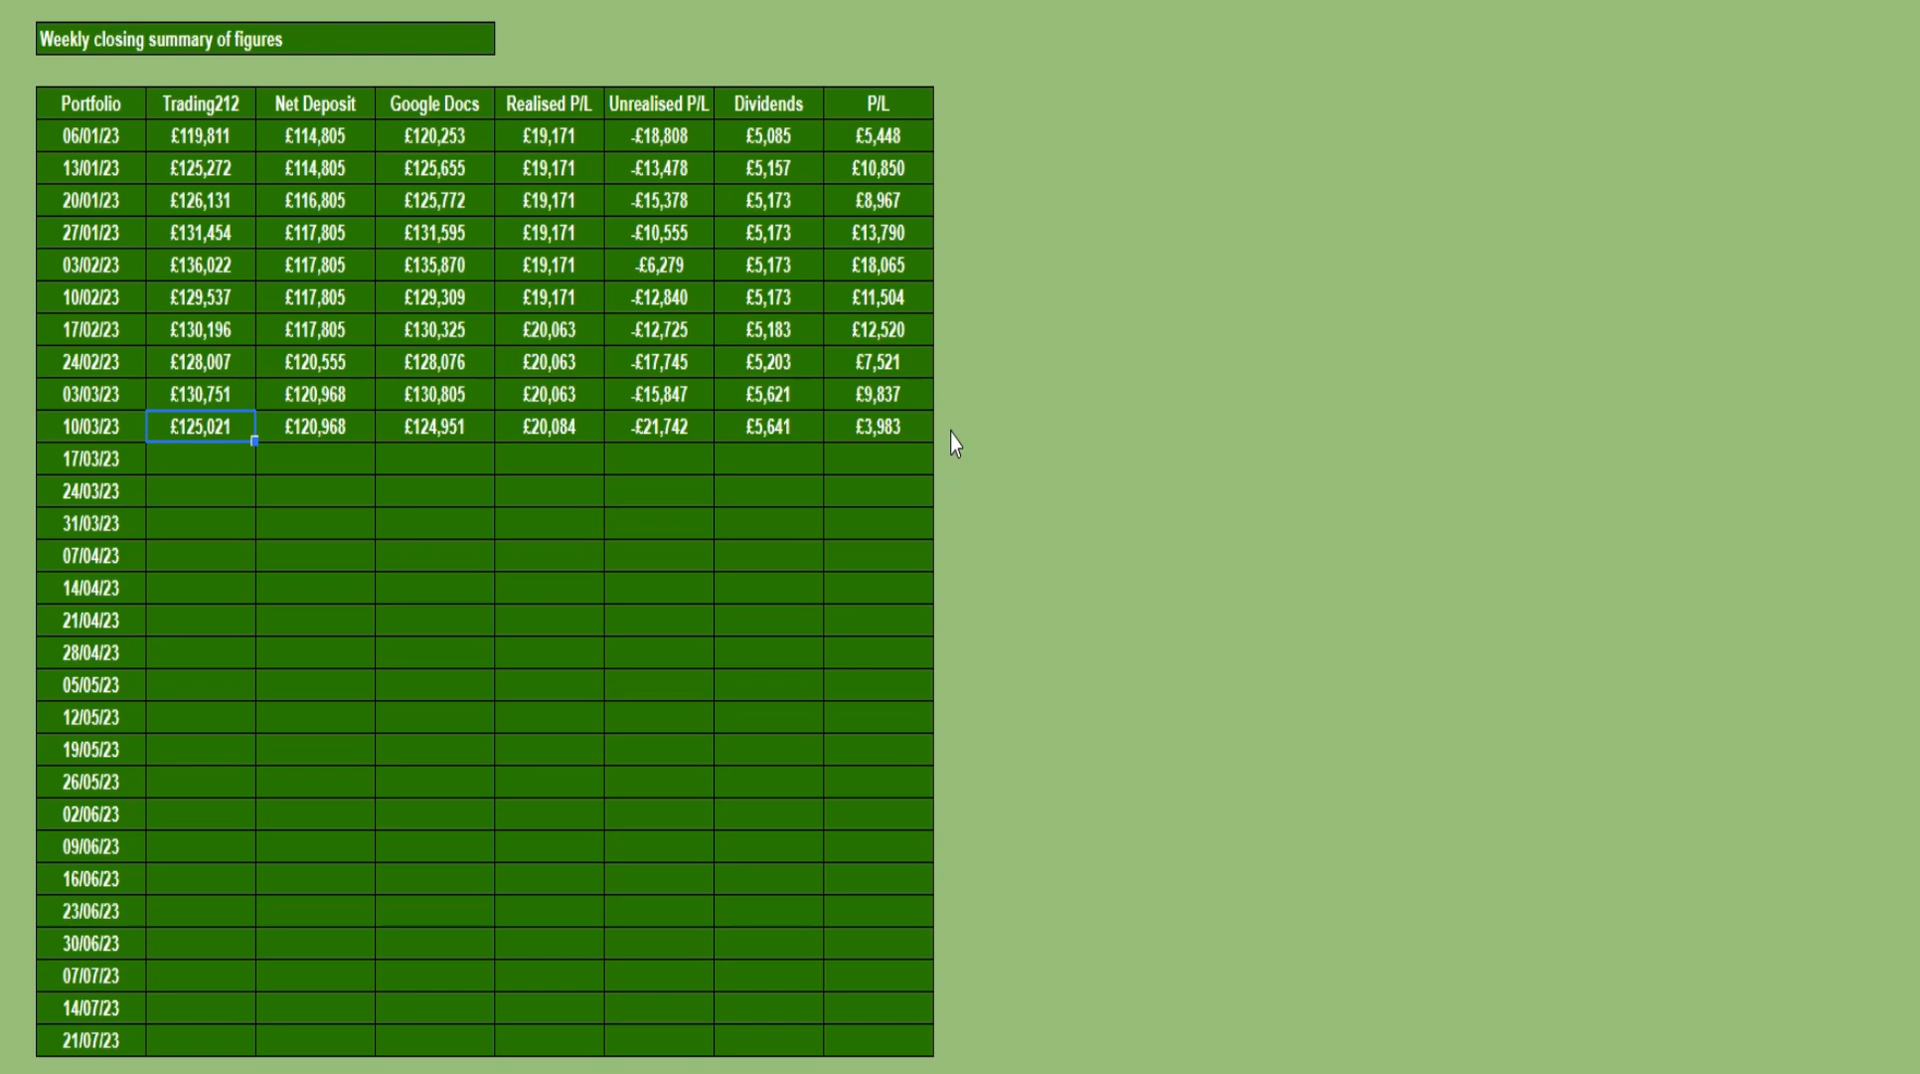 Weekly closing summary of figures
Portfolio Trading212 Net Deposit Google Docs Realised P/L Unrealised P/L Dividends P/L
06/01/23 £119,811 £114,805 £120,253 £19,171 -£18,808 £5,085 £5,448
13/01/23 £125,272 £114,805 £125,655 £19,171 -£13,478 £5,157 £10,850
20/01/23 £126,131 £116,805 £125,772 £19,171 -£15,378 £5,173 £8,967
27/01/23 £131,454 £117,805 £131,595 £19,171 -£10,555 £5,173 £13,790
03/02/23 £136,022 £117,805 £135,870 £19,171 -£6,279 £5,173 £18,065
10/02/23 £129,537 £117,805 £129,309 £19,171 -£12,840 £5,173 £11,504
17/02/23 £130,196 £117,805 £130,325 £20,063 -£12,725 £5,183 £12,520
24/02/23 £128,007 £120,555 £128,076 £20,063 -£17,745 £5,203 £7,521
03/03/23 £130,751 £120,968 £130,805 £20,063 -£15,847 £5,621 £9,837
10/03/23 £125,021 £120,968 £124,951 £20,084 -£21,742 £5,641 £3,983
17/03/23
24/03/23
31/03/23
07/04/23
14/04/23
21/04/23
28/04/23
05/05/23
12/05/23
19/05/23
26/05/23
02/06/23
09/06/23
16/06/23
23/06/23
30/06/23
07/07/23
14/07/23
21/07/23